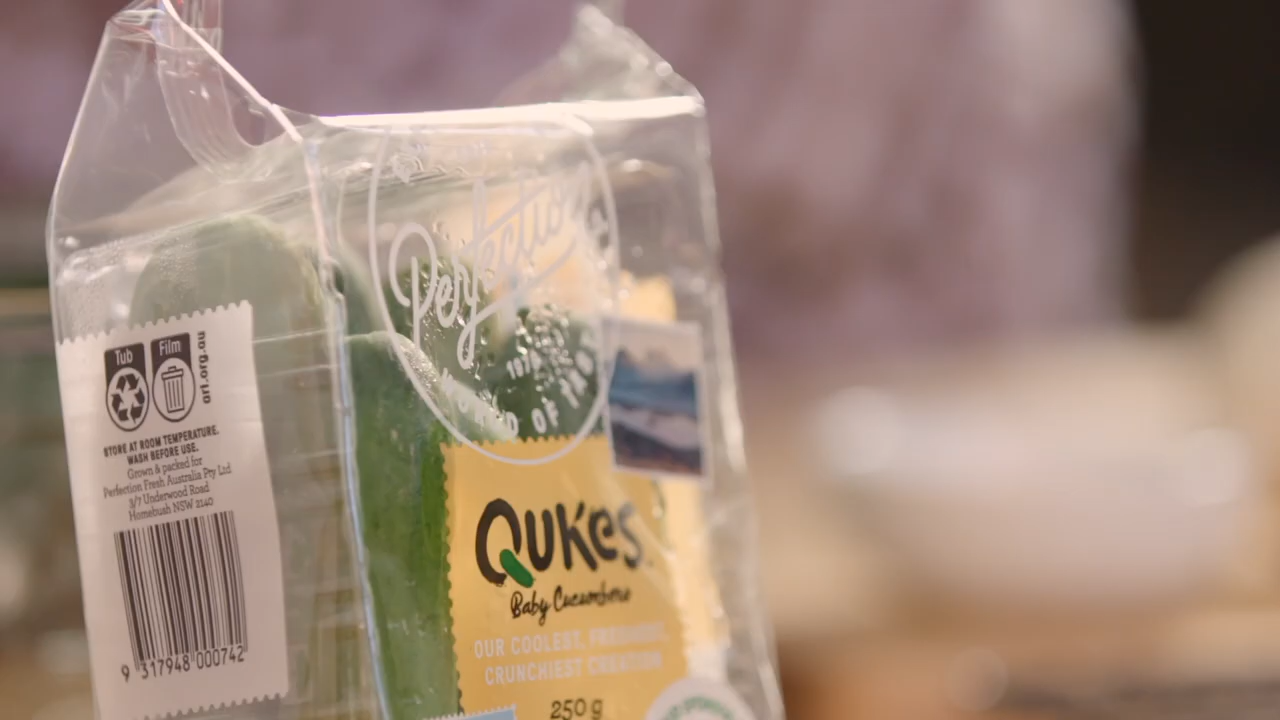 Tub
Film
arl.org.au
STORE AT ROOM TEMPERATURE.
WASH BEFORE USE.
Grown & packed for
Perfection Fresh Australia Pty Ltd
3/7 Underwood Road
Homebush NSW 2140
9 317948 000742
Perfection
OF
QUKes
Baby Cucumbers
OUR COOLEST, FRESHEST,
CRUNCHIEST CREATION
250 g